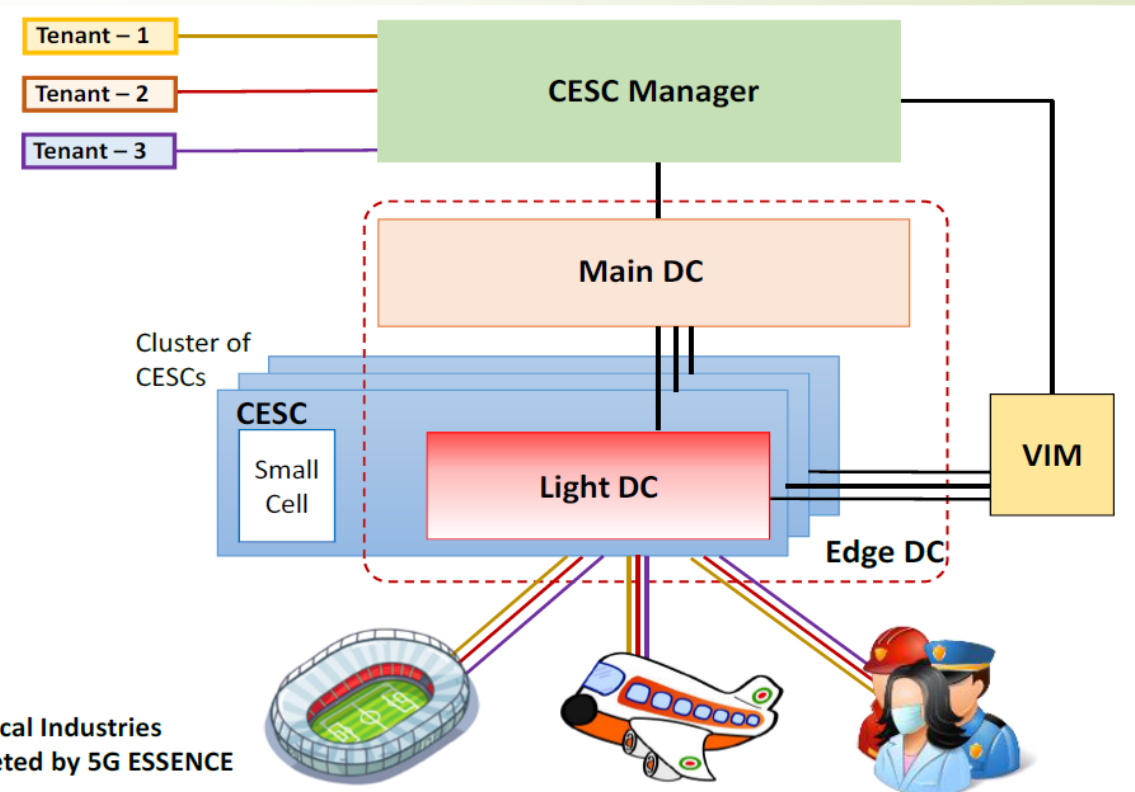 Tenant – 1
Tenant – 2
Tenant – 3
CESC Manager
Main DC
Cluster of
CESCs
CESC
Small
Cell
Light DC
VIM
Edge DC
cal Industries
eted by 5G ESSENCE